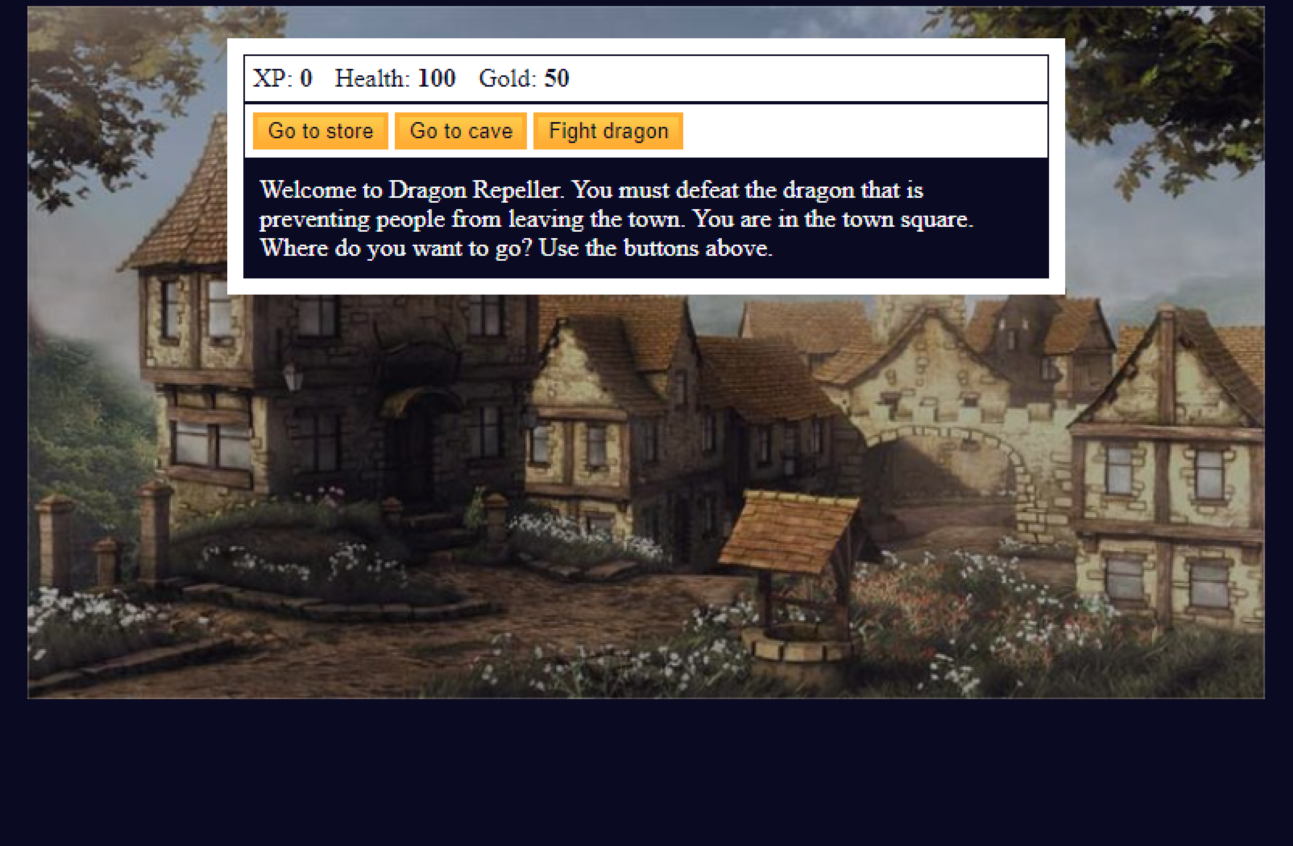 XP: 0 Health: 100 Gold: 50
Go to store Go to cave Fight dragon
Welcome to Dragon Repeller. You must defeat the dragon that is
preventing people from leaving the town. You are in the town square.
Where do you want to go? Use the buttons above.